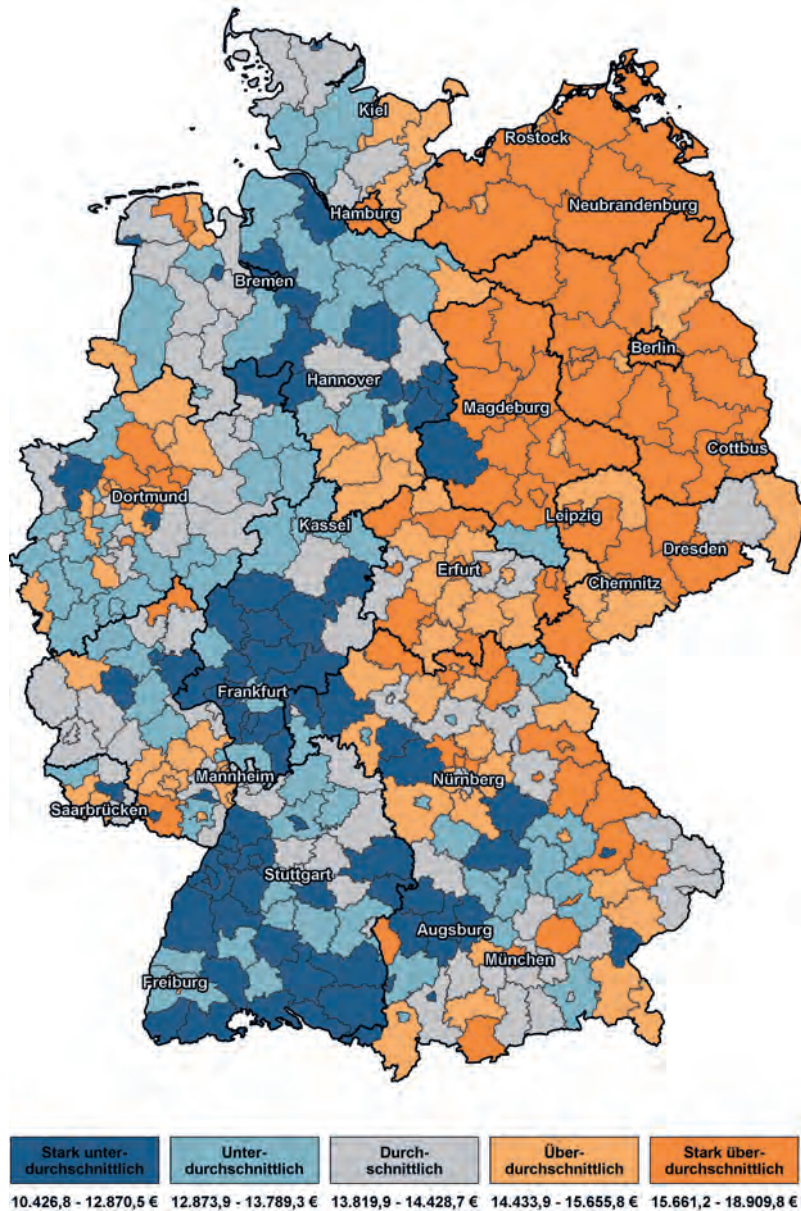 Kiel
Rostock
Hamburg
Neubrandenburg
Bremen
Berlin
Hannover
Magdeburg
Cottbus
Dortmund
Kassel
Leipzig
Erfurt
Dresden
Chemnitz
Frankfurt
Mannheim
Nürnberg
Saarbrücken
Stuttgart
Augsburg
München
Freiburg
Stark unter-
durchschnittlich
10.426,8 - 12.870,5 €
Unter-
durchschnittlich
12.873,9 - 13.789,3 €
Durch-
schnittlich
13.819,9 - 14.428,7 €
Über-
durchschnittlich
14.433,9 - 15.655,8 €
Stark über-
durchschnittlich
15.661,2 - 18.909,8 €